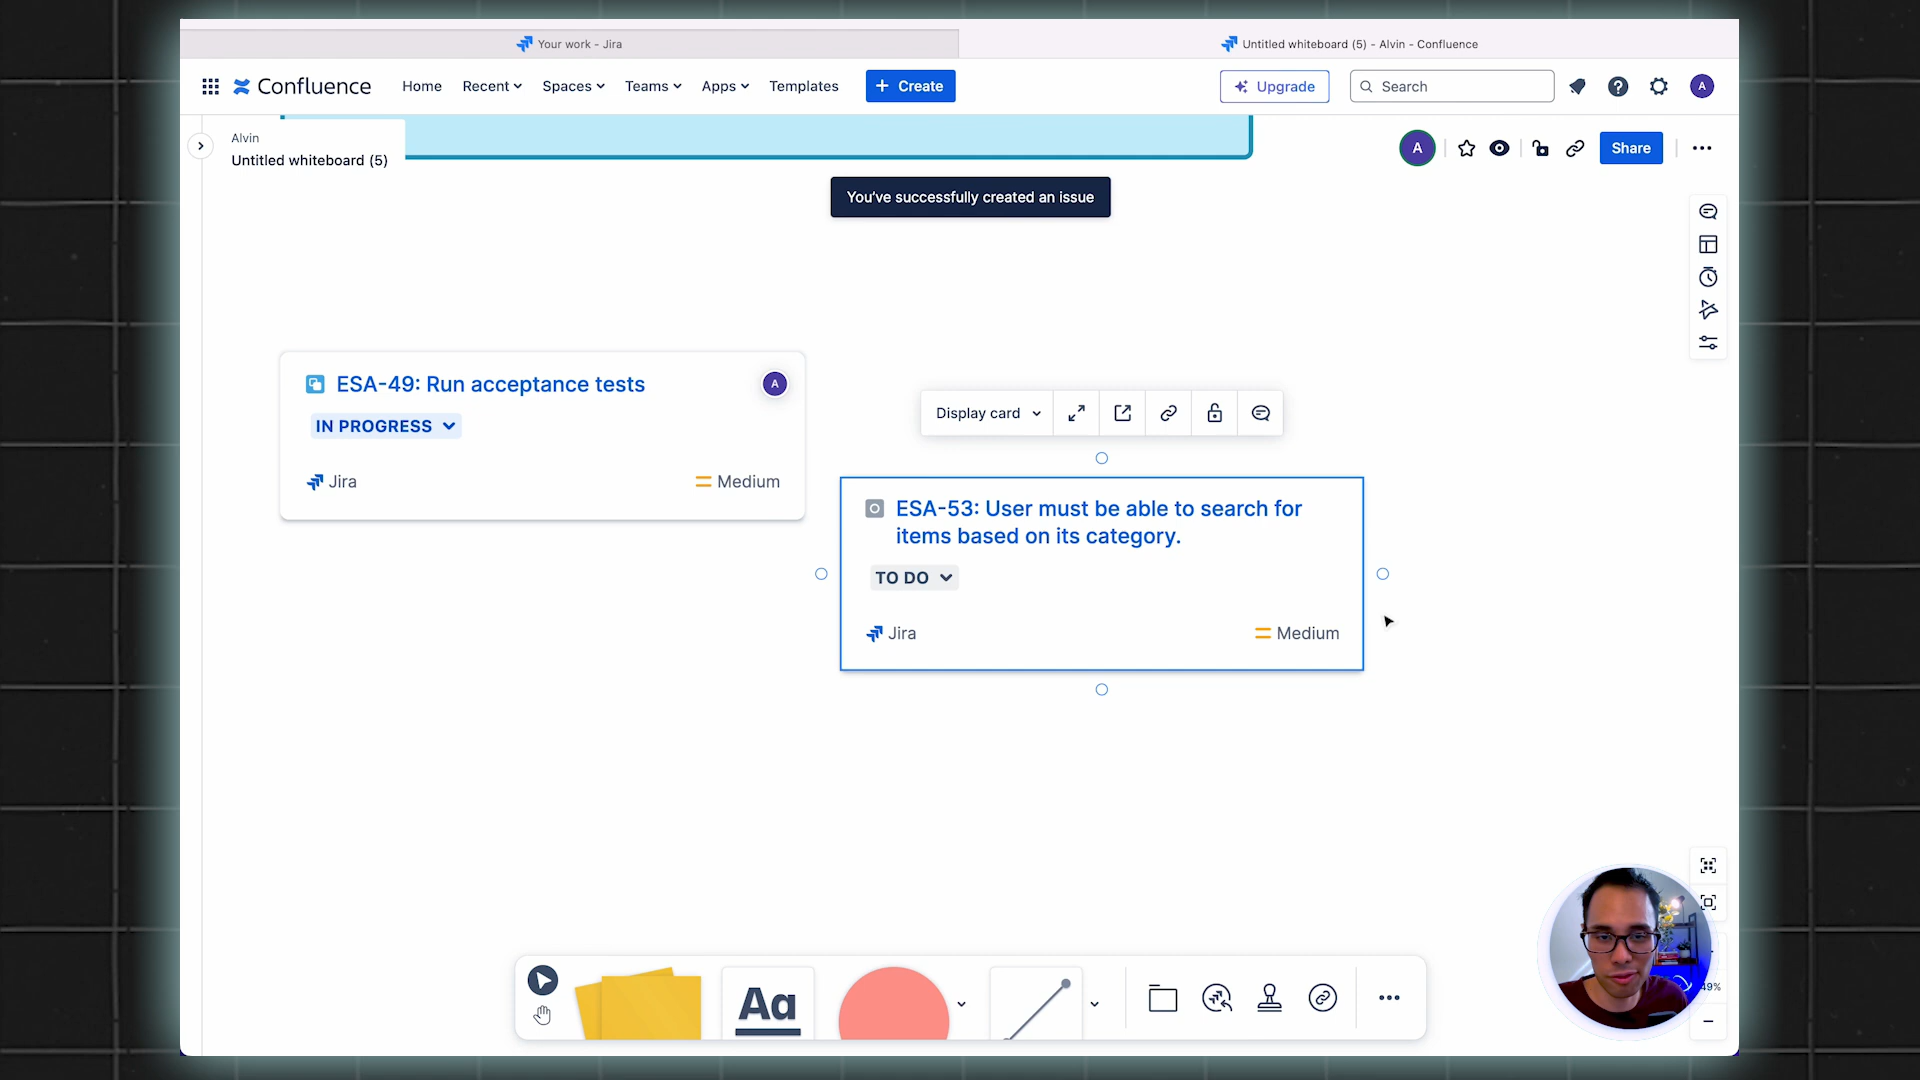 Your work - Jira
Untitled whiteboard (5) - Alvin - Confluence
Confluence
Home
Recent
Spaces
Teams
Apps
Templates
+ Create
Upgrade
Search
A
Alvin
Untitled whiteboard (5)
A
Share
You've successfully created an issue
ESA-49: Run acceptance tests
A
IN PROGRESS
Jira
Medium
Display card
ESA-53: User must be able to search for
items based on its category.
TO DO
Jira
Medium
Aa
49%